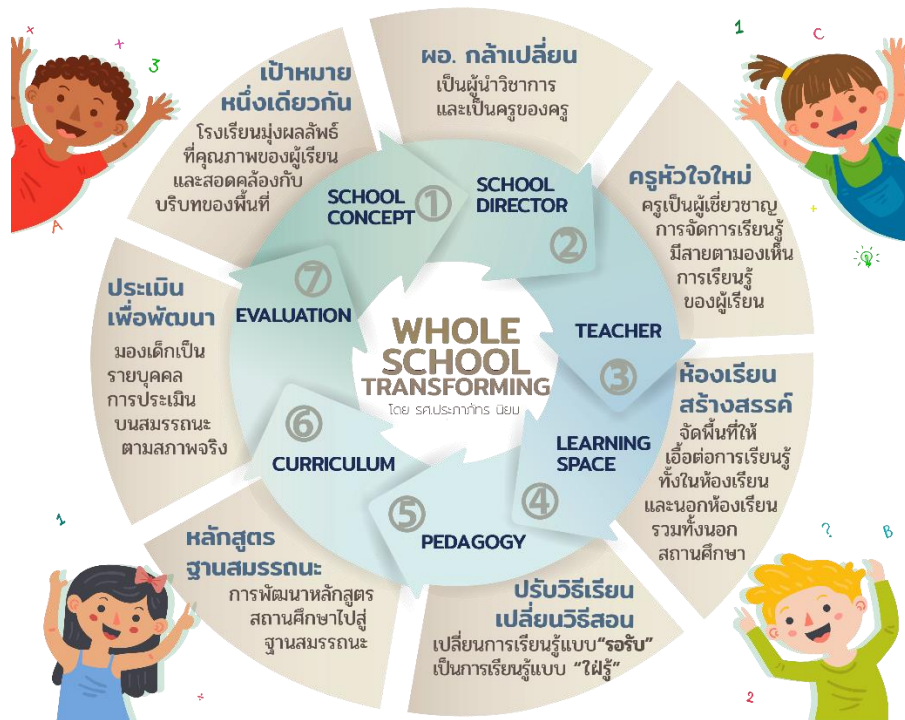 WHOLE
SCHOOL
TRANSFORMING
โดย รศ.ประภาภัทร นิยม
①
SCHOOL
CONCEPT
เป้าหมาย
หนึ่งเดียวกัน
โรงเรียนมุ่งผลลัพธ์
ที่คุณภาพของผู้เรียน
และสอดคล้องกับ
บริบทของพื้นที่
②
SCHOOL
DIRECTOR
ผอ. กล้าเปลี่ยน
เป็นผู้นำวิชาการ
และเป็นครูของครู
③
TEACHER
ครูหัวใจใหม่
ครูเป็นผู้เชี่ยวชาญ
การจัดการเรียนรู้
มีสายตามองเห็น
การเรียนรู้
ของผู้เรียน
④
LEARNING
SPACE
ห้องเรียน
สร้างสรรค์
จัดพื้นที่ให้
เอื้อต่อการเรียนรู้
ทั้งในห้องเรียน
และนอกห้องเรียน
รวมทั้งนอก
สถานศึกษา
⑤
PEDAGOGY
ปรับวิธีเรียน
เปลี่ยนวิธีสอน
เปลี่ยนการเรียนรู้แบบ“รอรับ”
เป็นการเรียนรู้แบบ “ใฝ่รู้”
⑥
CURRICULUM
หลักสูตร
ฐานสมรรถนะ
การพัฒนาหลักสูตร
สถานศึกษาไปสู่
ฐานสมรรถนะ
⑦
EVALUATION
ประเมิน
เพื่อพัฒนา
มองเด็กเป็น
รายบุคคล
การประเมิน
บนสมรรถนะ
ตามสภาพจริง
+
×
3
A
1
C
×
+
1
×
?
B
2